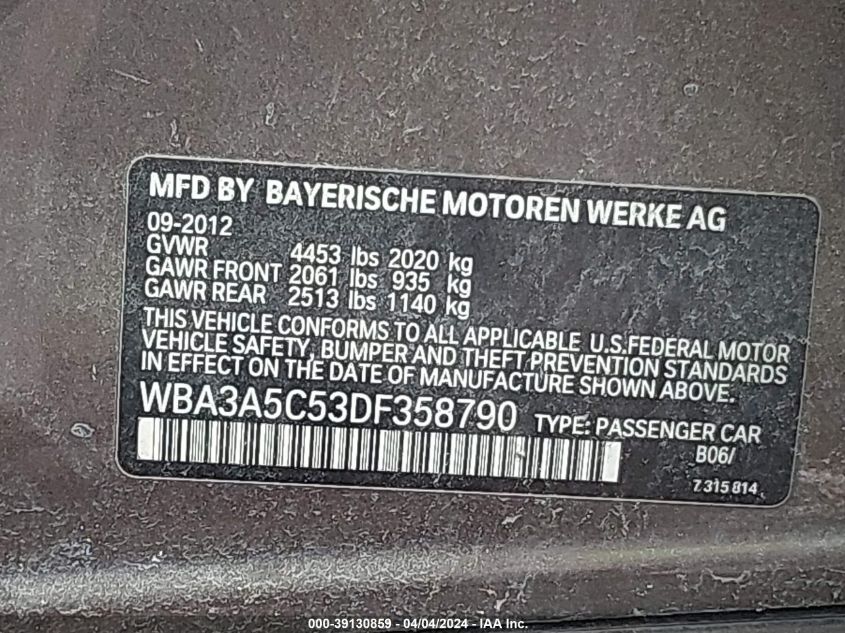 MFD BY BAYERISCHE MOTOREN WERKE AG
09-2012
GVWR 4453 lbs 2020 kg
GAWR FRONT 2061 lbs 935 kg
GAWR REAR 2513 lbs 1140 kg
THIS VEHICLE CONFORMS TO ALL APPLICABLE U.S.FEDERAL MOTOR
VEHICLE SAFETY, BUMPER AND THEFT PREVENTION STANDARDS
IN EFFECT ON THE DATE OF MANUFACTURE SHOWN ABOVE.
WBA3A5C53DF358790 TYPE: PASSENGER CAR
B06/
7 315 814
000-39130859 - 04/04/2024 - IAA Inc.